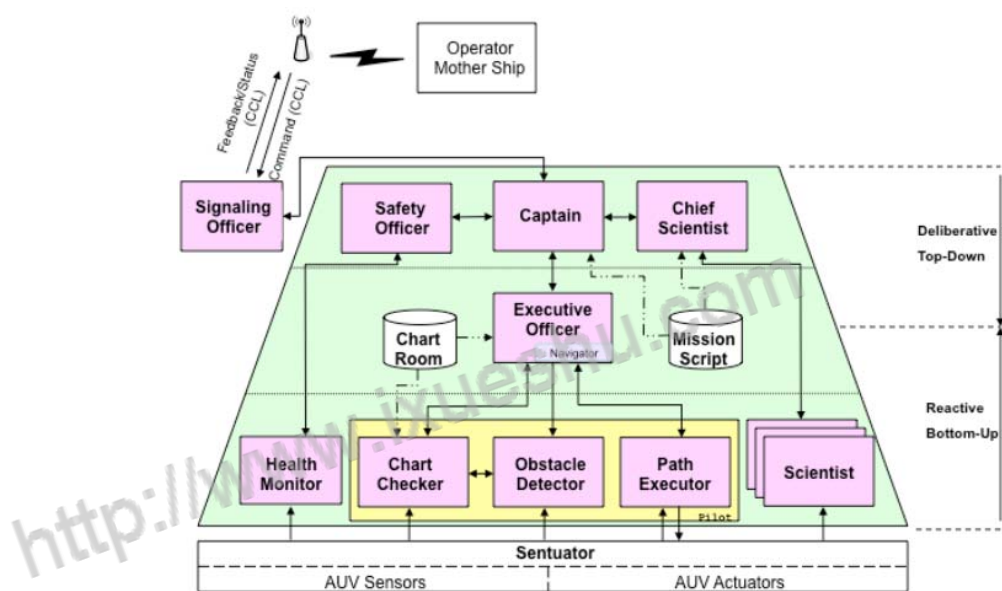 Operator
Mother Ship
Feedback/Status
(CCL)
Command (CCL)
Signaling
Officer
Safety
Officer
Captain
Chief
Scientist
Deliberative
Top-Down
Executive
Officer
Navigator
Chart
Room
Mission
Script
Reactive
Bottom-Up
Health
Monitor
Chart
Checker
Obstacle
Detector
Path
Executor
Scientist
Pilot
Sentuator
AUV Sensors
AUV Actuators
http://www.ixueshu.com